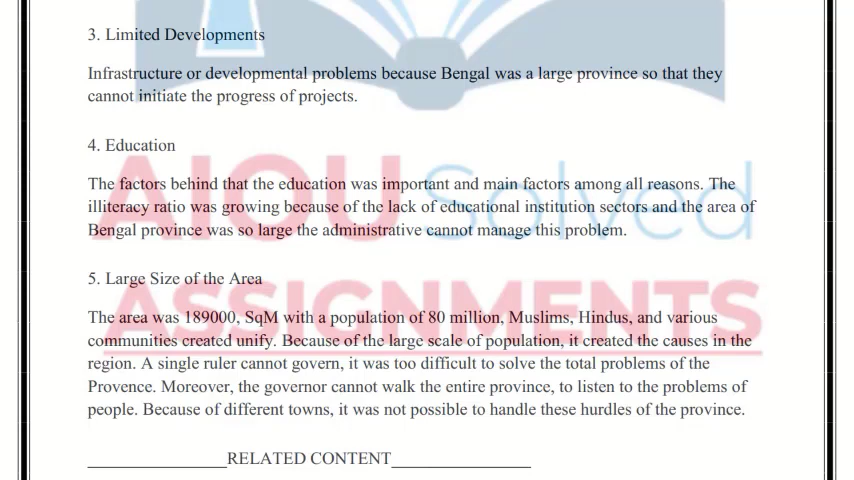 3. Limited Developments
Infrastructure or developmental problems because Bengal was a large province so that they
cannot initiate the progress of projects.
4. Education
The factors behind that the education was important and main factors among all reasons. The
illiteracy ratio was growing because of the lack of educational institution sectors and the area of
Bengal province was so large the administrative cannot manage this problem.
5. Large Size of the Area
The area was 189000, SqM with a population of 80 million, Muslims, Hindus, and various
communities created unify. Because of the large scale of population, it created the causes in the
region. A single ruler cannot govern, it was too difficult to solve the total problems of the
Provence. Moreover, the governor cannot walk the entire province, to listen to the problems of
people. Because of different towns, it was not possible to handle these hurdles of the province.
________________RELATED CONTENT________________
AIOU Solved
ASSIGNMENTS